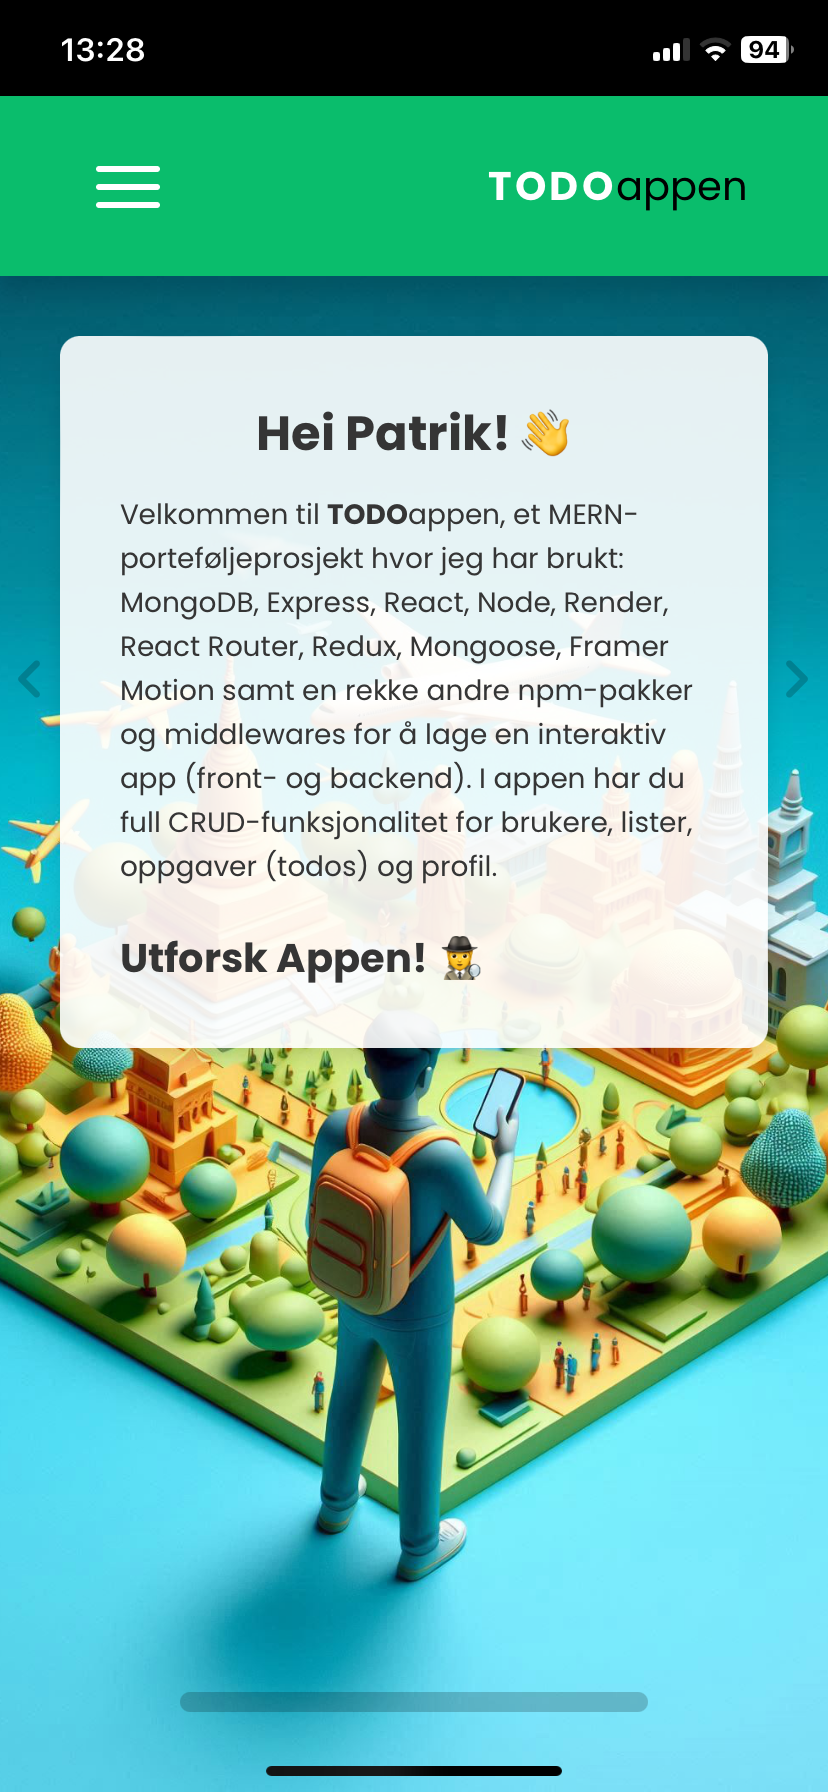 13:28
94
TODOappen
Hei Patrik! 👋
Velkommen til TODOappen, et MERN-
porteføljeprosjekt hvor jeg har brukt:
MongoDB, Express, React, Node, Render,
React Router, Redux, Mongoose, Framer
Motion samt en rekke andre npm-pakker
og middlewares for å lage en interaktiv
app (front- og backend). I appen har du
full CRUD-funksjonalitet for brukere, lister,
oppgaver (todos) og profil.
Utforsk Appen! 🕵️